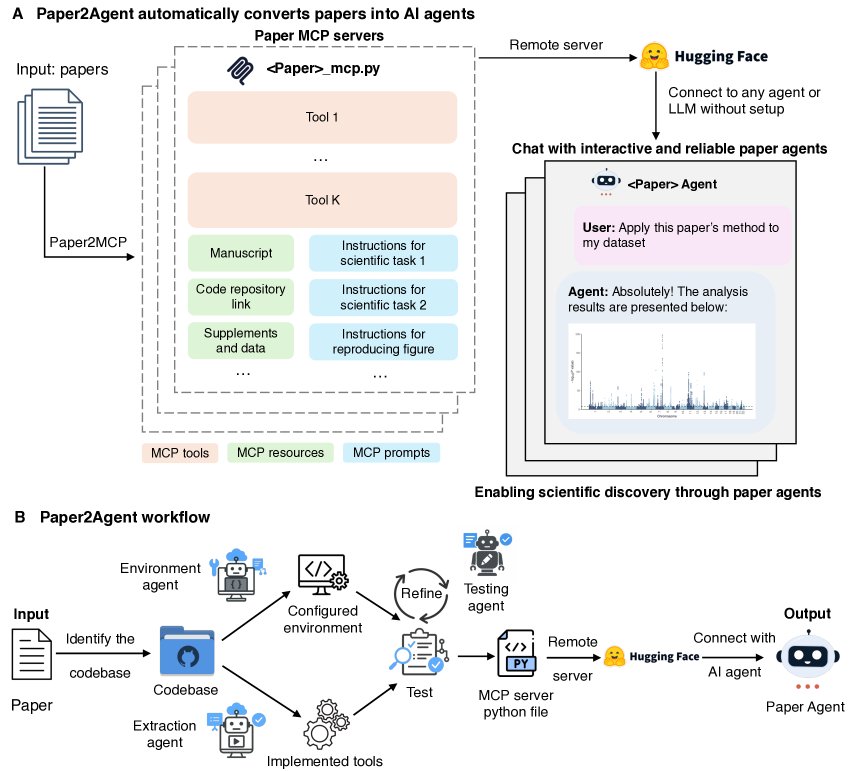 A Paper2Agent automatically converts papers into AI agents
Paper MCP servers
Input: papers
Paper2MCP
<Paper>_mcp.py
Tool 1
...
Tool K
Manuscript
Instructions for
scientific task 1
Code repository
link
Instructions for
scientific task 2
Supplements
and data
Instructions for
reproducing figure
...
...
MCP tools
MCP resources
MCP prompts
Remote server
Hugging Face
Connect to any agent or
LLM without setup
Chat with interactive and reliable paper agents
<Paper> Agent
User: Apply this paper's method to
my dataset
Agent: Absolutely! The analysis
results are presented below:
Chromosome
Enabling scientific discovery through paper agents
B Paper2Agent workflow
Input
Paper
Identify the
codebase
Environment
agent
Codebase
Extraction
agent
Configured
environment
Implemented tools
Refine
Testing
agent
Test
PY
MCP server
python file
Remote
server
Hugging Face
Connect with
AI agent
Output
Paper Agent